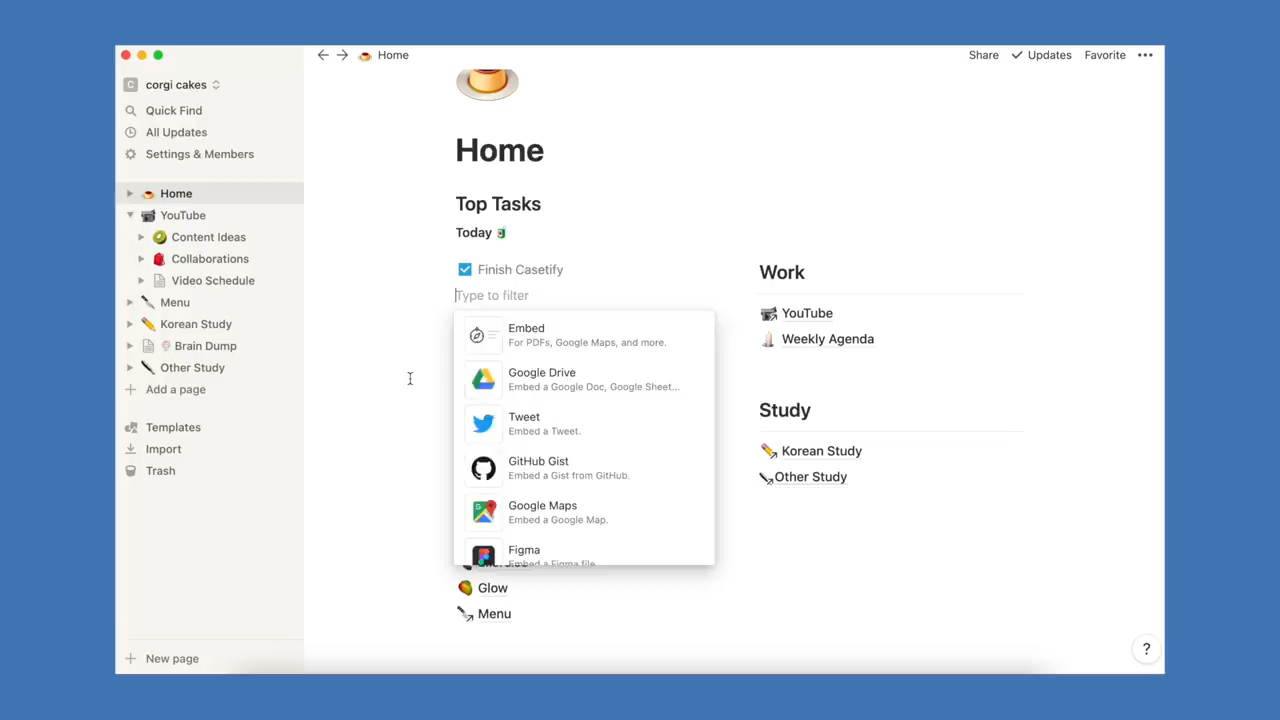 Home
Share
Updates
Favorite
C corgi cakes
Quick Find
All Updates
Settings & Members
Home
YouTube
Content Ideas
Collaborations
Video Schedule
Menu
Korean Study
Brain Dump
Other Study
Add a page
Templates
Import
Trash
New page
Home
Top Tasks
Today
Finish Casetify
Type to filter
Embed
For PDFs, Google Maps, and more.
Google Drive
Embed a Google Doc, Google Sheet...
Tweet
Embed a Tweet.
GitHub Gist
Embed a Gist from GitHub.
Google Maps
Embed a Google Map.
Figma
Embed a Figma file.
Glow
Menu
Work
YouTube
Weekly Agenda
Study
Korean Study
Other Study
?